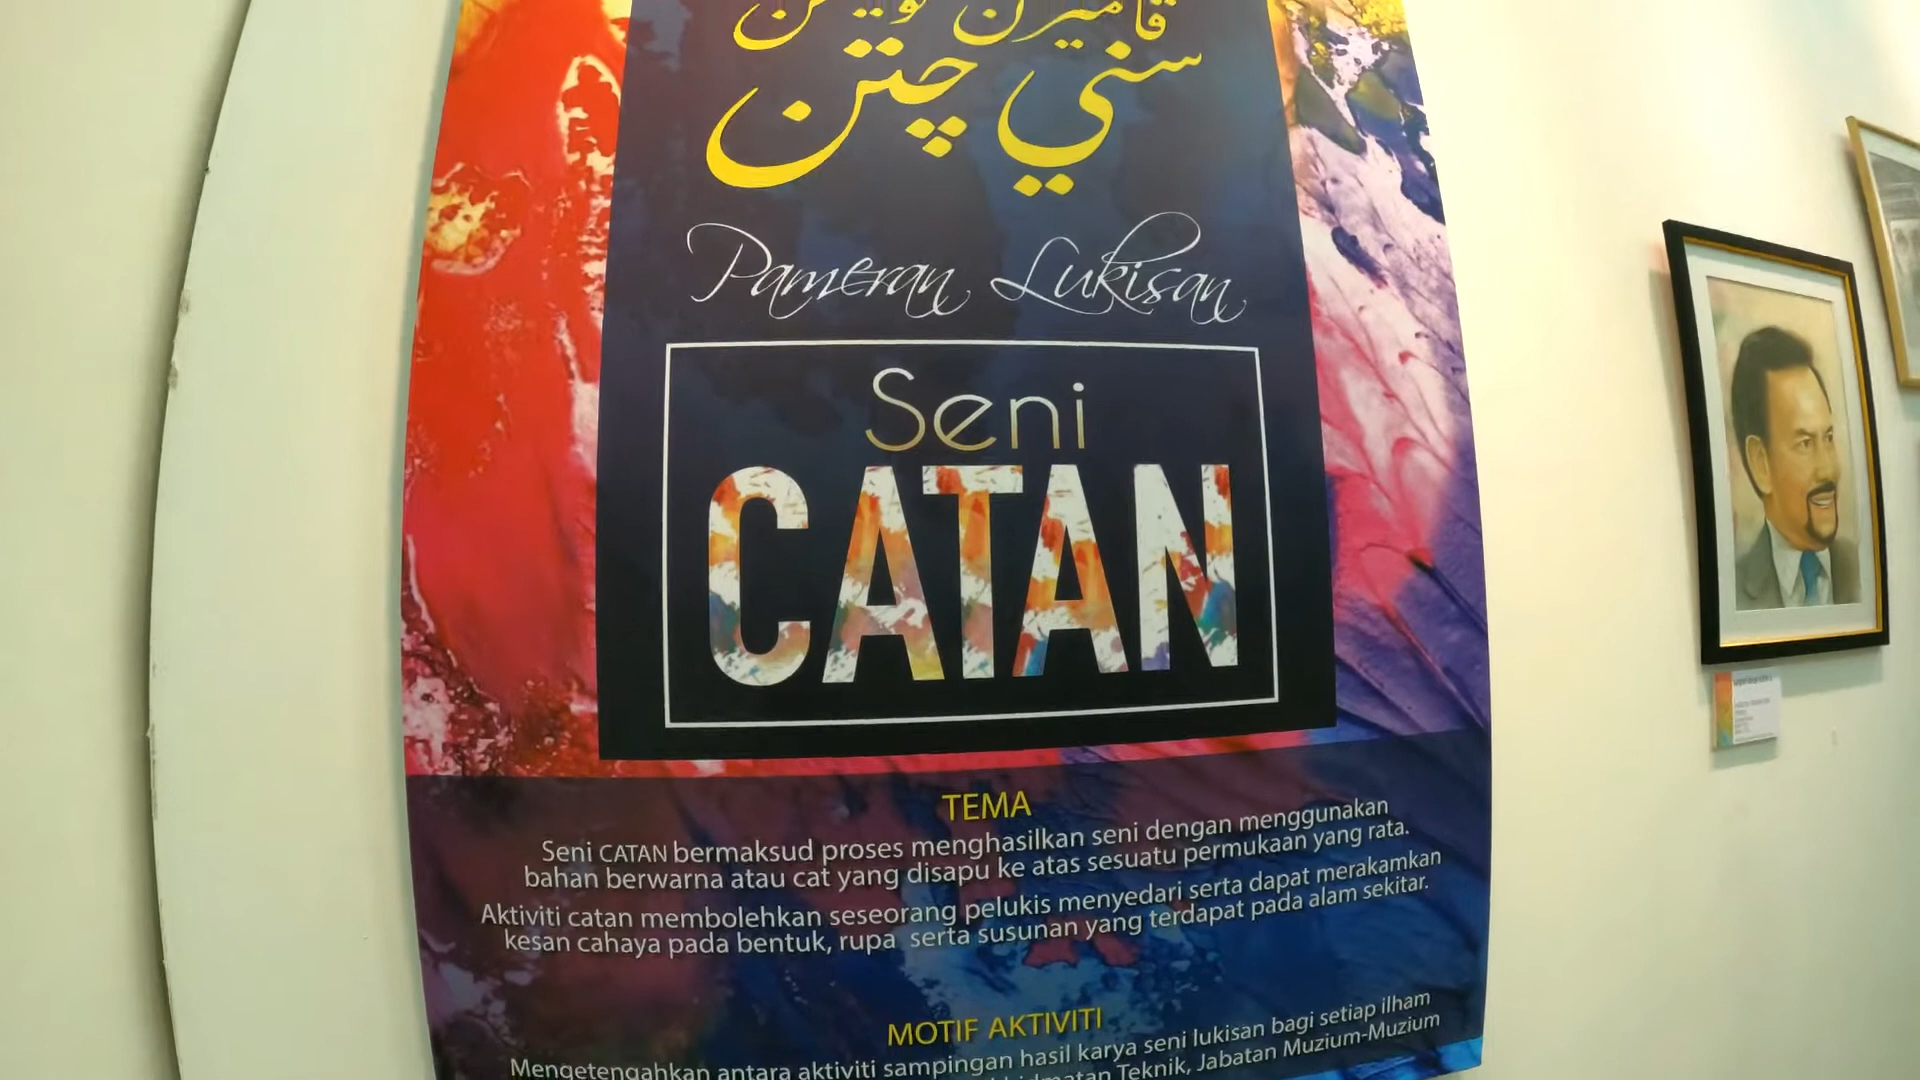 ڤاميرن لوکيسن
سني چتن
Pameran Lukisan
Seni
CATAN
TEMA
Seni CATAN bermaksud proses menghasilkan seni dengan menggunakan
bahan berwarna atau cat yang disapu ke atas sesuatu permukaan yang rata.
Aktiviti catan membolehkan seseorang pelukis menyedari serta dapat merakamkan
kesan cahaya pada bentuk, rupa serta susunan yang terdapat pada alam sekitar.
MOTIF AKTIVITI
Mengetengahkan antara aktiviti sampingan hasil karya seni lukisan bagi setiap ilham
Teknik, Jabatan Muzium-Muzium